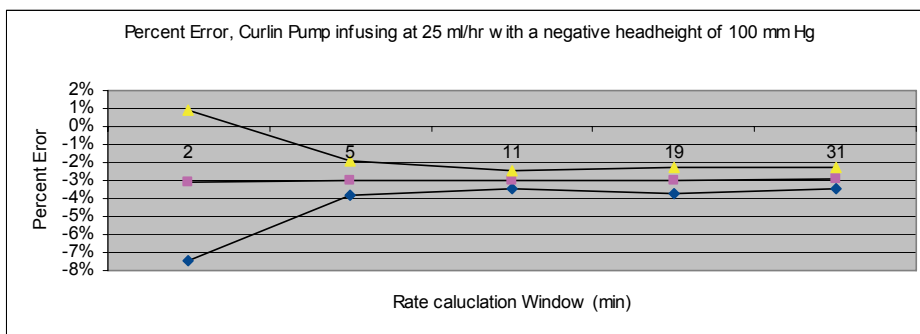 Percent Error, Curlin Pump infusing at 25 ml/hr with a negative headheight of 100 mm Hg
2%
1%
0%
-1%
-2%
-3%
-4%
-5%
-6%
-7%
-8%
Percent Eror
2 5 11 19 31
Rate caluclation Window (min)